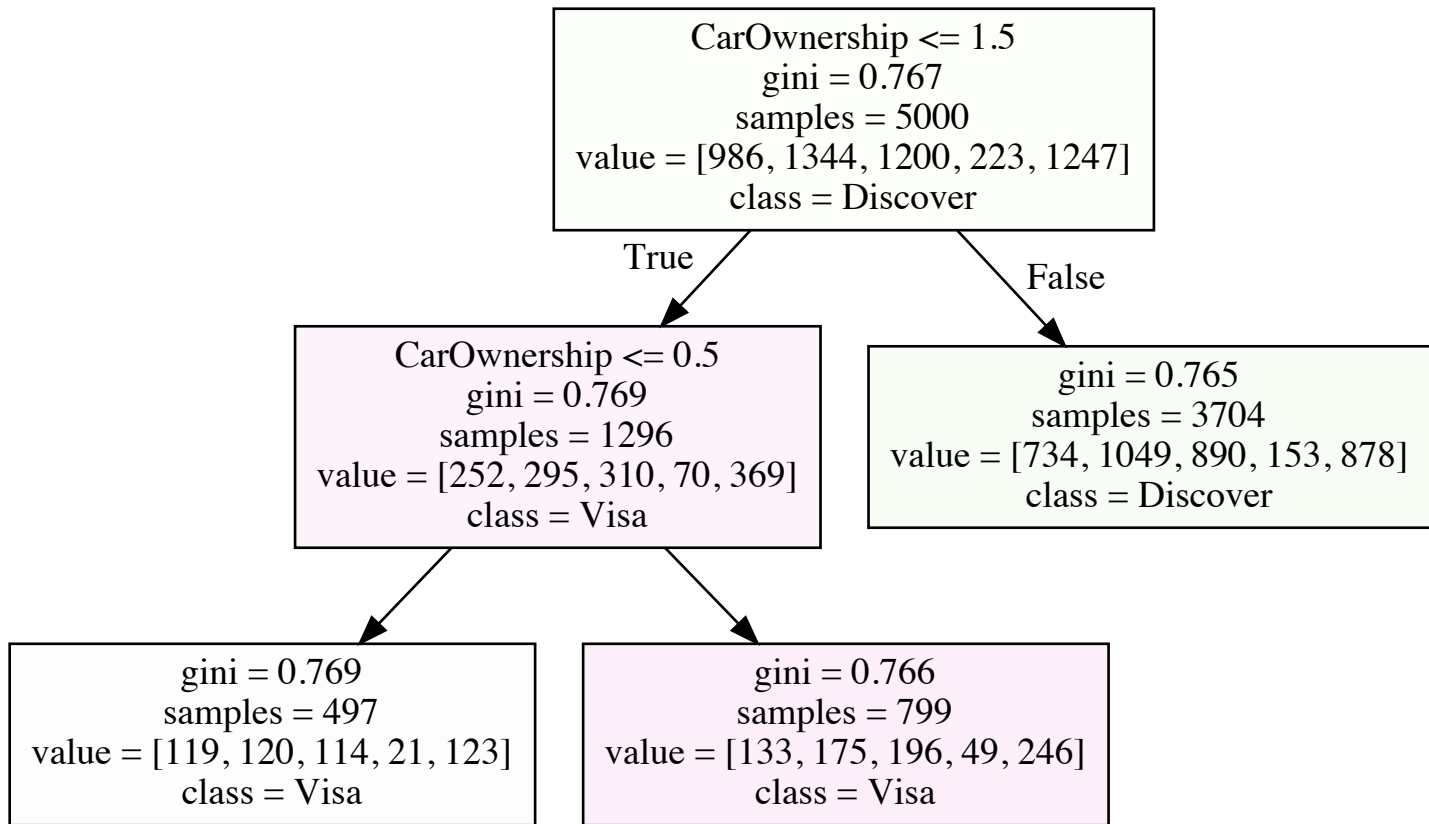 CarOwnership <= 1.5
gini = 0.767
samples = 5000
value = [986, 1344, 1200, 223, 1247]
class = Discover
True
False
CarOwnership <= 0.5
gini = 0.769
samples = 1296
value = [252, 295, 310, 70, 369]
class = Visa
gini = 0.765
samples = 3704
value = [734, 1049, 890, 153, 878]
class = Discover
gini = 0.769
samples = 497
value = [119, 120, 114, 21, 123]
class = Visa
gini = 0.766
samples = 799
value = [133, 175, 196, 49, 246]
class = Visa